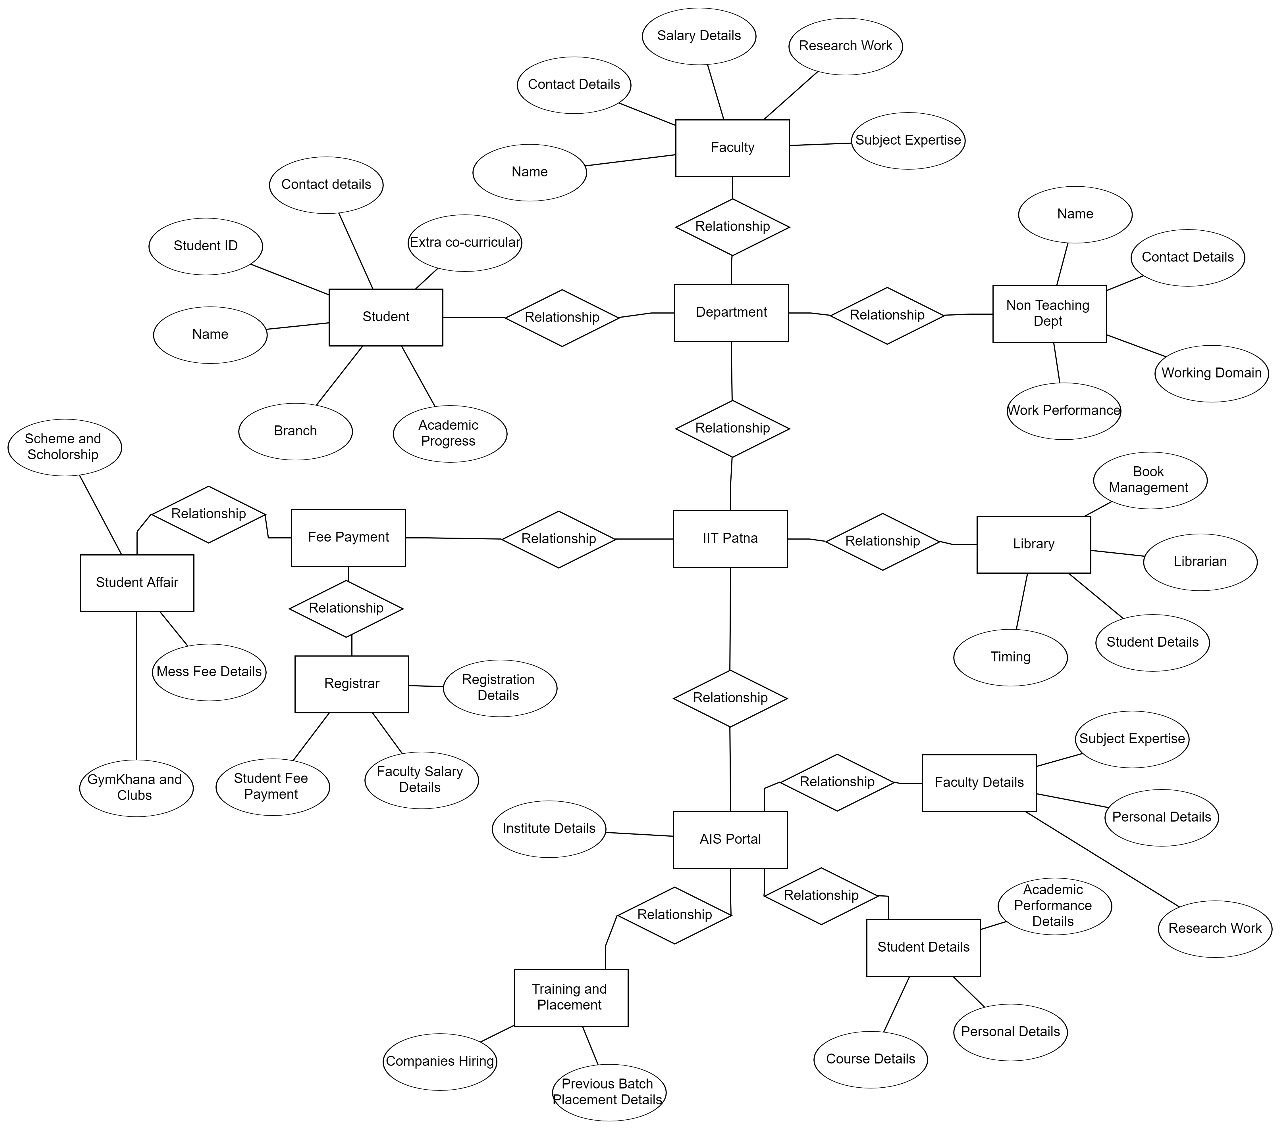 Salary Details
Research Work
Contact Details
Subject Expertise
Faculty
Name
Contact details
Name
Relationship
Student ID
Extra co-curricular
Contact Details
Student
Relationship
Department
Relationship
Non Teaching
Dept
Name
Working Domain
Work Performance
Branch
Academic
Progress
Relationship
Scheme and
Scholorship
Book
Management
Relationship
Fee Payment
Relationship
IIT Patna
Relationship
Library
Librarian
Student Affair
Relationship
Student Details
Timing
Mess Fee Details
Registrar
Registration
Details
Relationship
Subject Expertise
GymKhana and
Clubs
Student Fee
Payment
Faculty Salary
Details
Relationship
Faculty Details
Personal Details
Institute Details
AIS Portal
Relationship
Academic
Performance
Details
Relationship
Research Work
Student Details
Training and
Placement
Personal Details
Companies Hiring
Course Details
Previous Batch
Placement Details